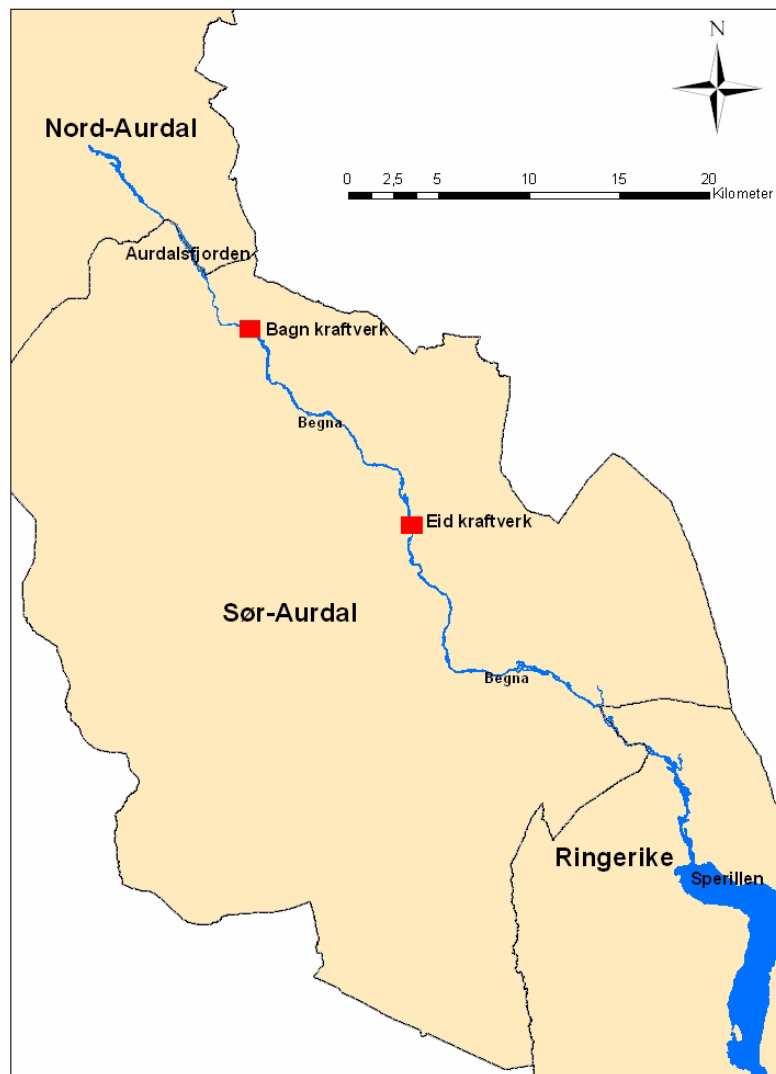 N
Nord-Aurdal
0 2,5 5 10 15 20
Kilometer
Aurdalsfjorden
Bagn kraftverk
Begna
Eid kraftverk
Sør-Aurdal
Begna
Ringerike
Sperillen